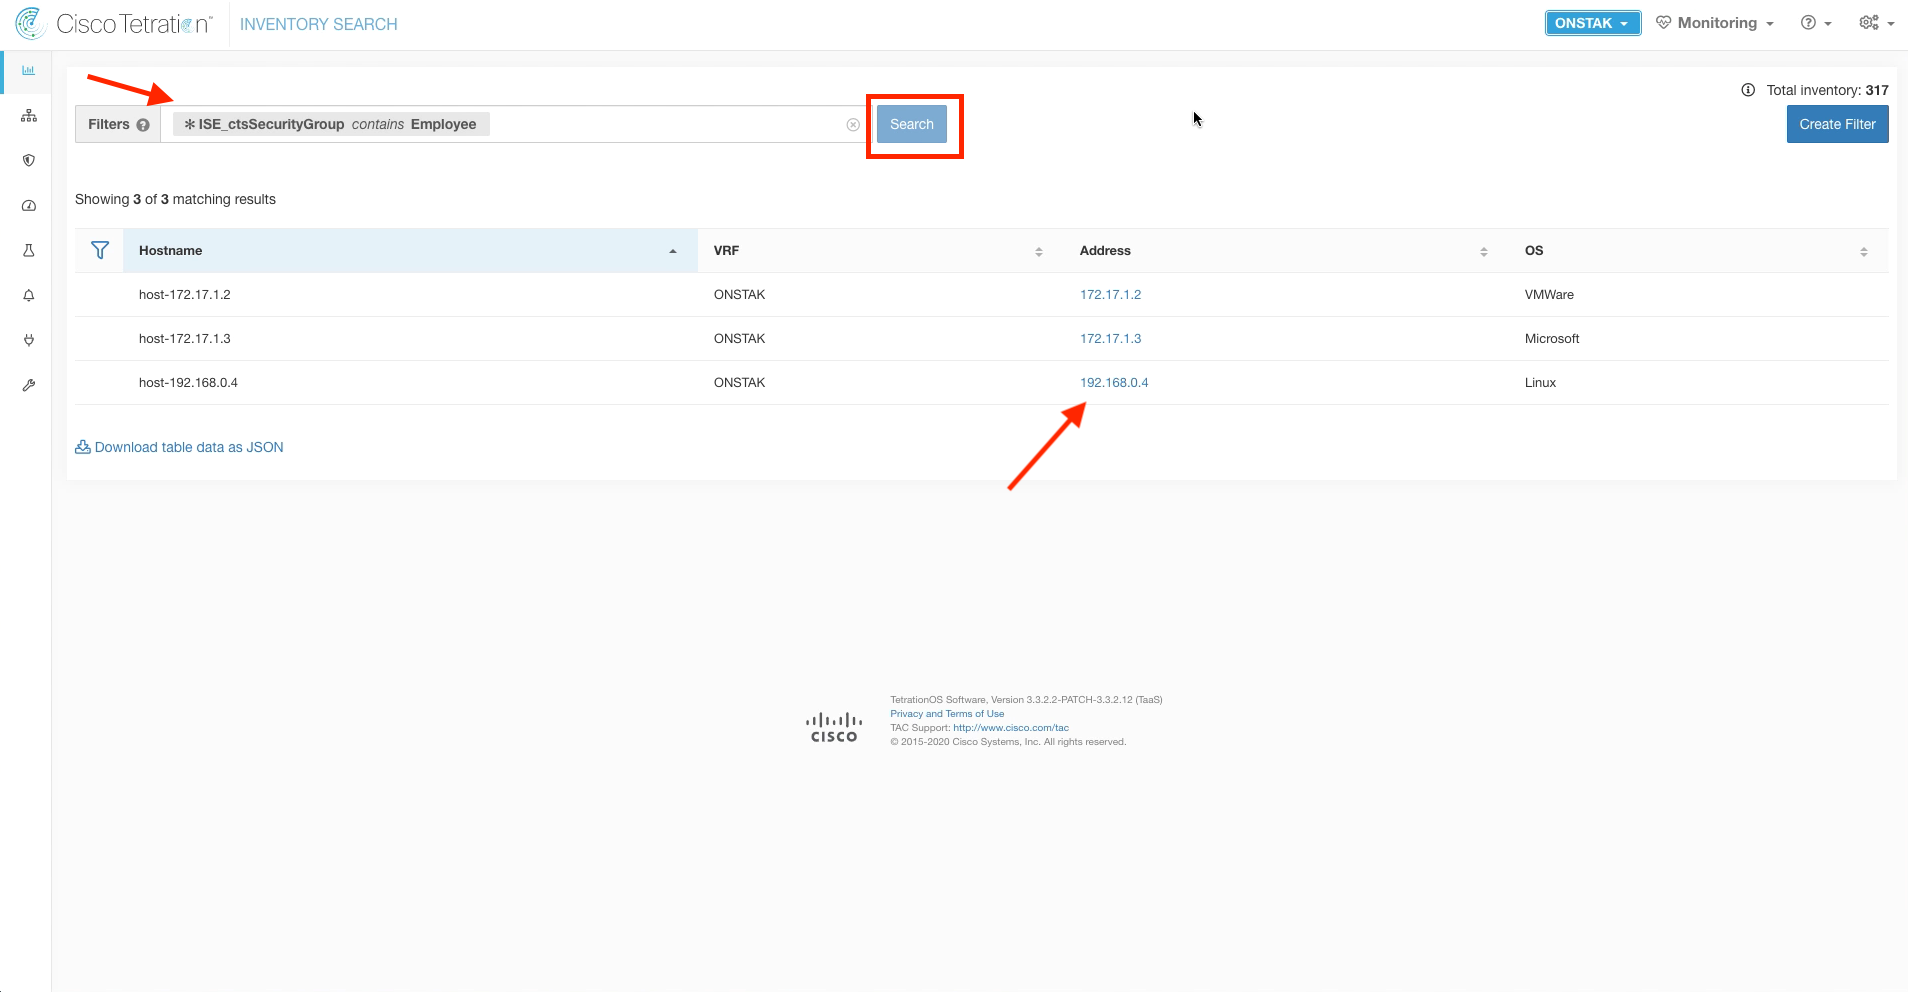 Cisco Tetration™ INVENTORY SEARCH ONSTAK Monitoring
Total inventory: 317
Filters ✻ ISE_ctsSecurityGroup contains Employee Search Create Filter
Showing 3 of 3 matching results
Hostname VRF Address OS
host-172.17.1.2 ONSTAK 172.17.1.2 VMWare
host-172.17.1.3 ONSTAK 172.17.1.3 Microsoft
host-192.168.0.4 ONSTAK 192.168.0.4 Linux
Download table data as JSON
TetrationOS Software, Version 3.3.2.2-PATCH-3.3.2.12 (TaaS)
Privacy and Terms of Use
TAC Support: http://www.cisco.com/tac
© 2015-2020 Cisco Systems, Inc. All rights reserved.
CISCO